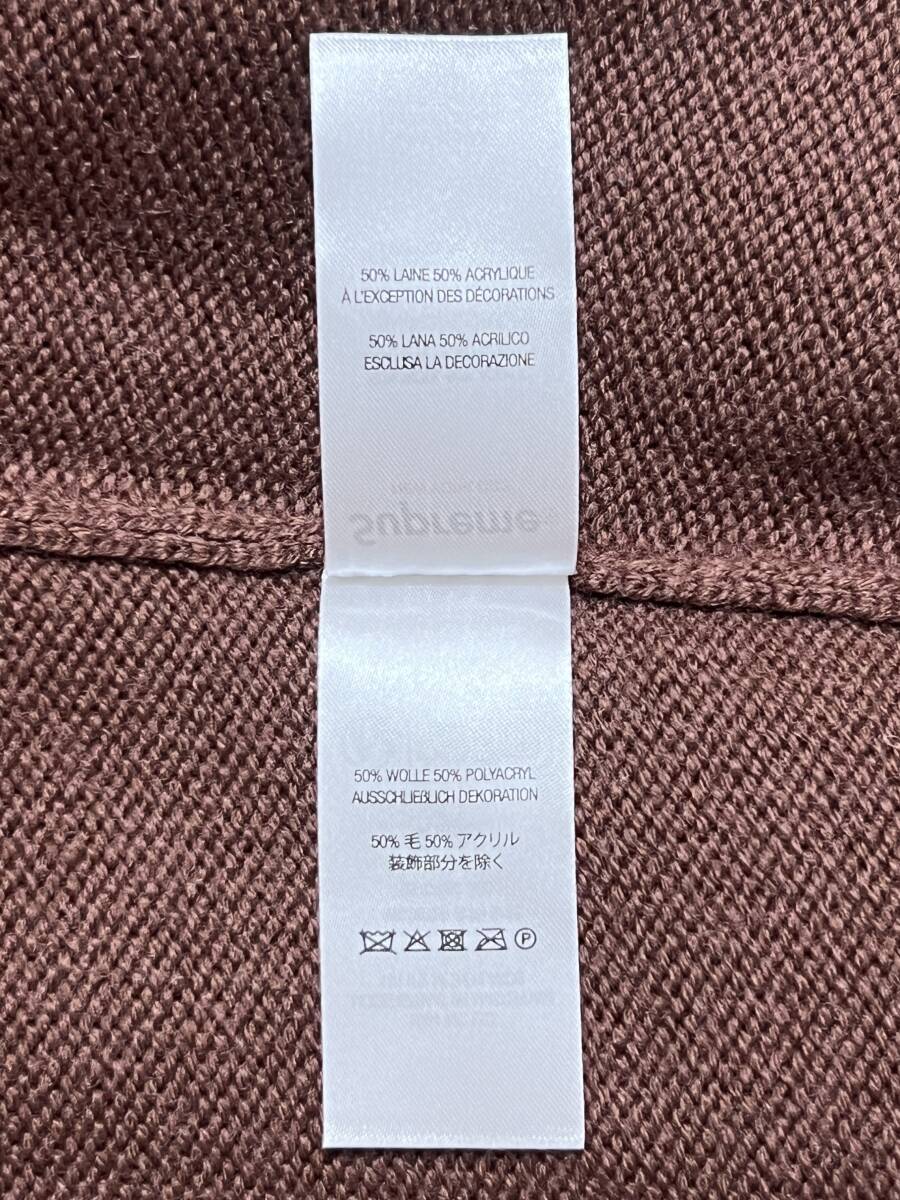 50% LAINE 50% ACRYLIQUE
À L'EXCEPTION DES DÉCORATIONS
50% LANA 50% ACRILICO
ESCLUSA LA DECORAZIONE
Supreme
50% WOLLE 50% POLYACRYL
AUSSCHLIEßLICH DEKORATION
50% 毛 50% アクリル
装飾部分を除く
P